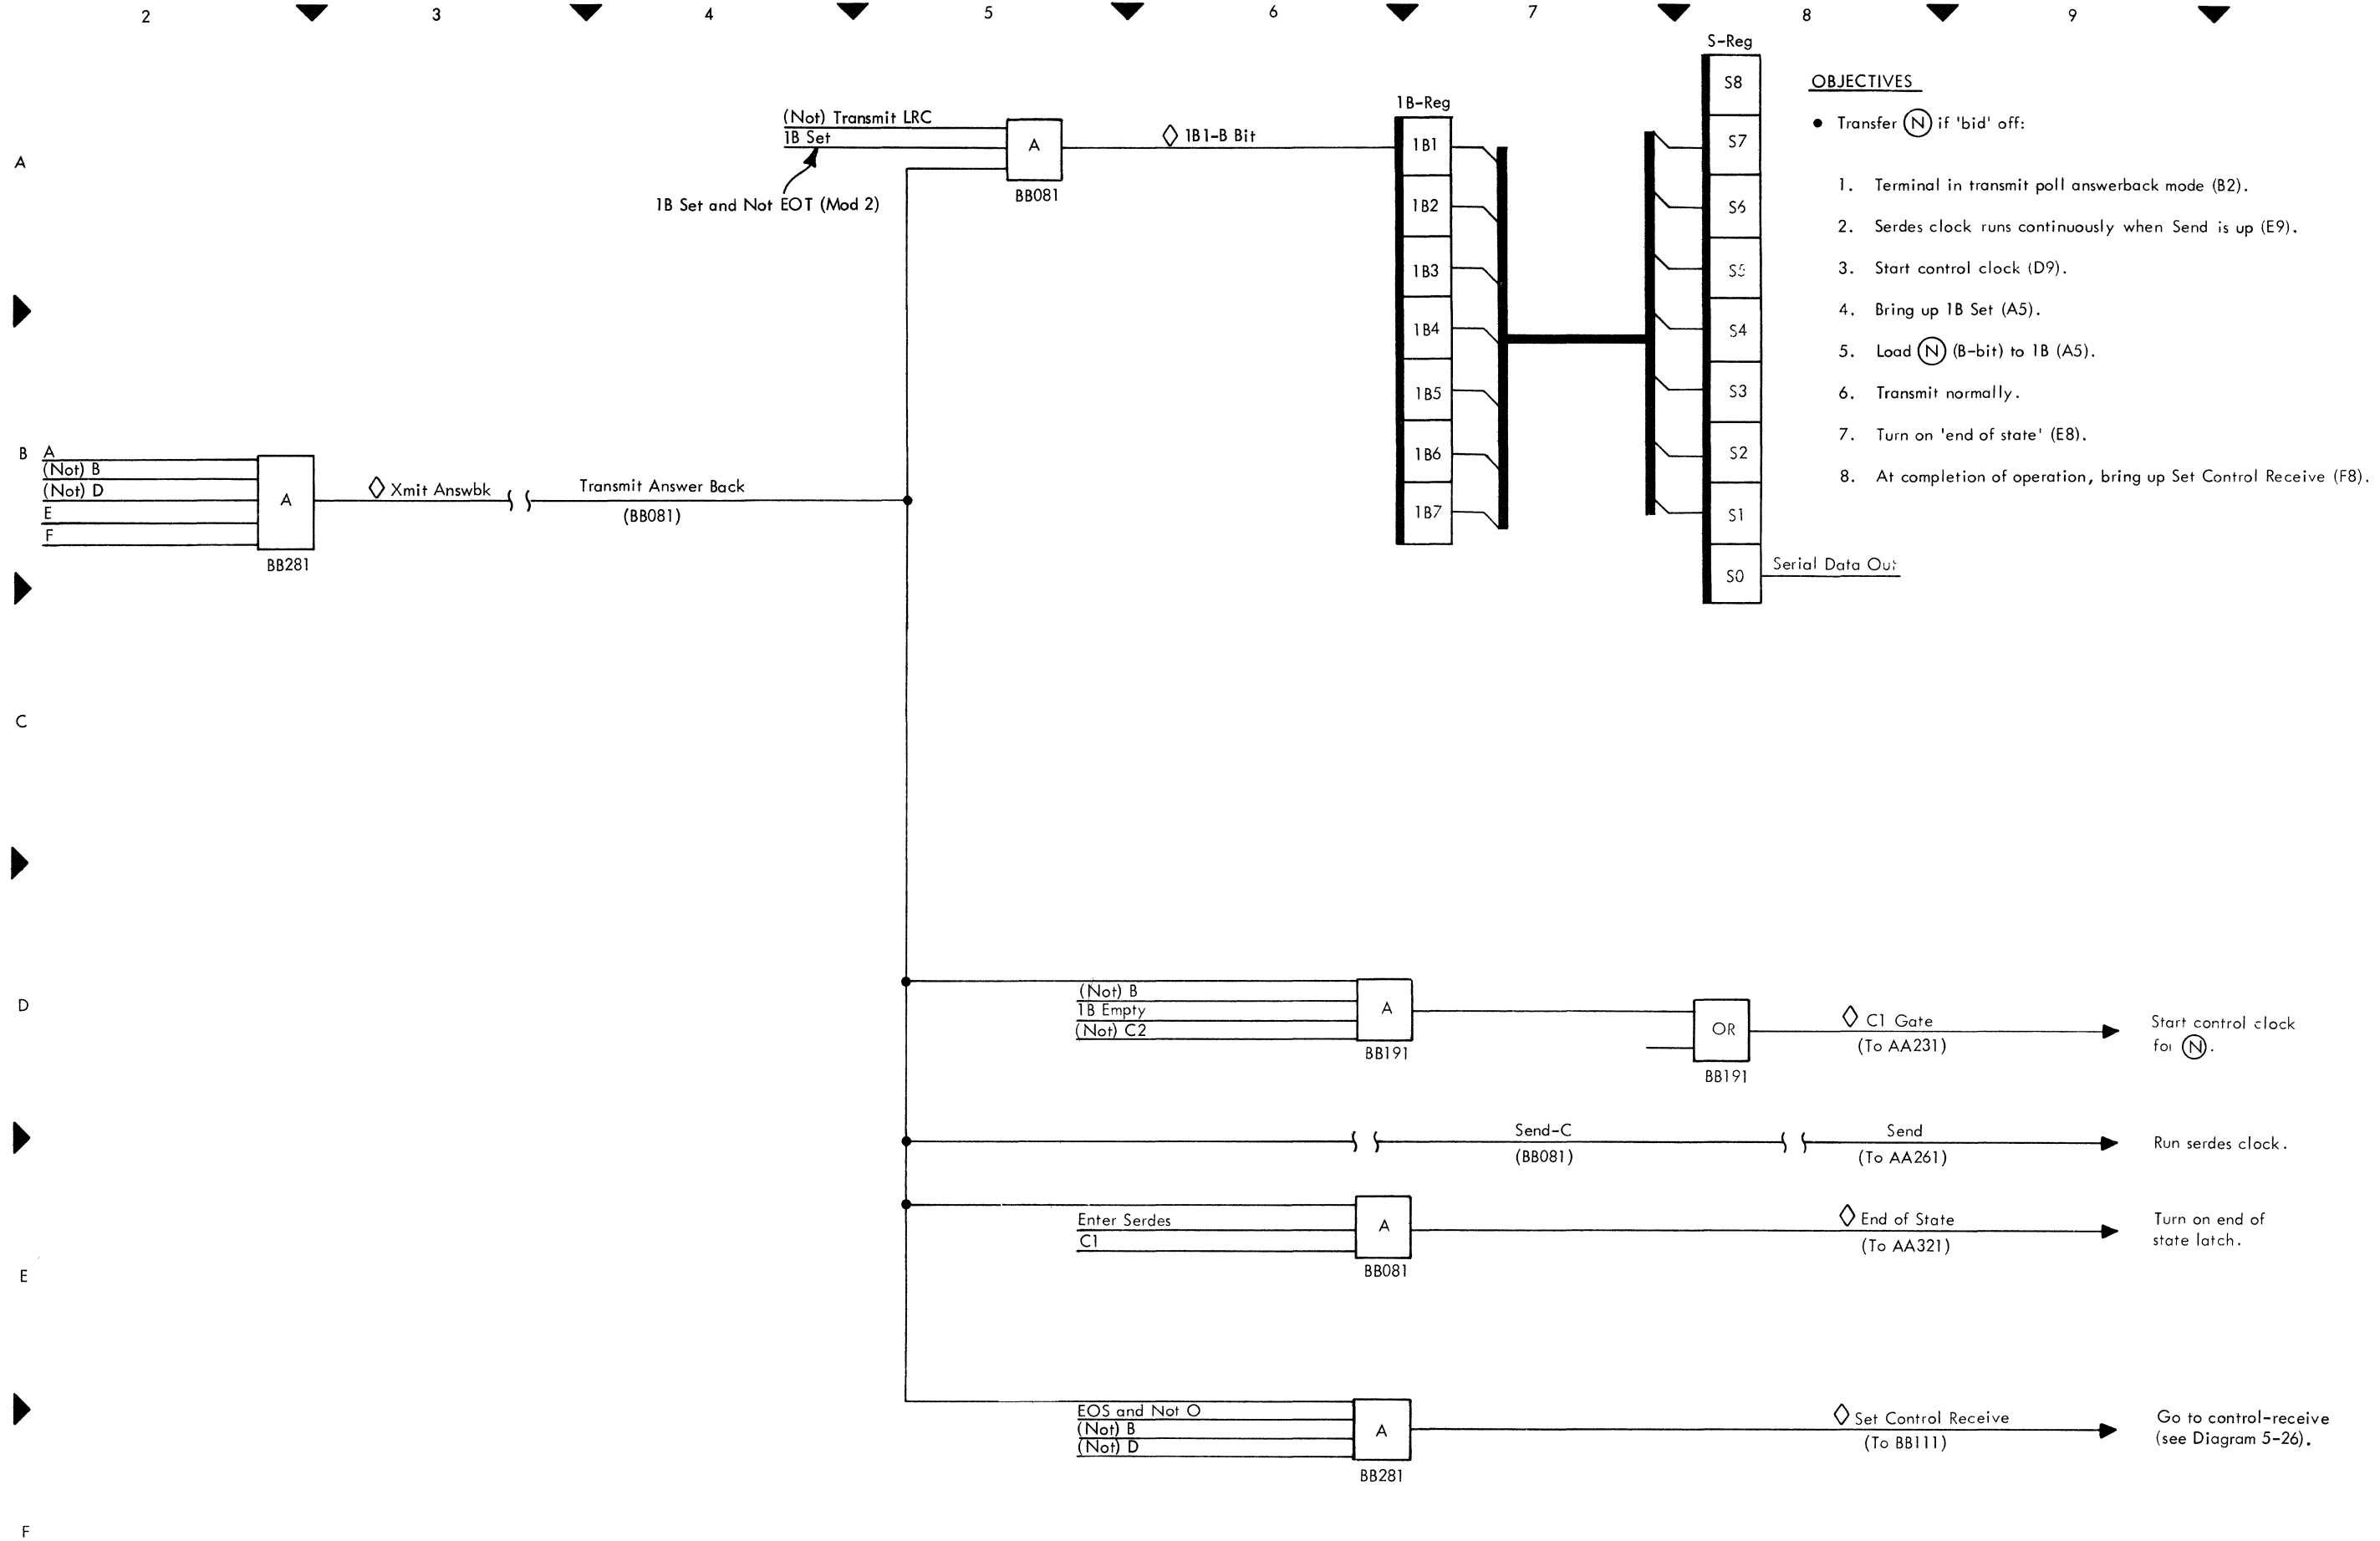 2 3 4 5 6 7 8 9
S-Reg
S8
S7
S6
S5
S4
S3
S2
S1
S0
Serial Data Out
OBJECTIVES
● Transfer (N) if 'bid' off:
1. Terminal in transmit poll answerback mode (B2).
2. Serdes clock runs continuously when Send is up (E9).
3. Start control clock (D9).
4. Bring up 1B Set (A5).
5. Load (N) (B-bit) to 1B (A5).
6. Transmit normally.
7. Turn on 'end of state' (E8).
8. At completion of operation, bring up Set Control Receive (F8).
1B-Reg
1B1
1B2
1B3
1B4
1B5
1B6
1B7
A
(Not) Transmit LRC
1B Set
A
BB081
1B1-B Bit
1B Set and Not EOT (Mod 2)
B
A
(Not) B
(Not) D
E
F
A
BB281
Xmit Answbk
Transmit Answer Back
(BB081)
C
D
(Not) B
1B Empty
(Not) C2
A
BB191
OR
BB191
C1 Gate
(To AA231)
Start control clock
for (N).
Send-C
(BB081)
Send
(To AA261)
Run serdes clock.
Enter Serdes
C1
A
BB081
End of State
(To AA321)
Turn on end of
state latch.
E
EOS and Not O
(Not) B
(Not) D
A
BB281
Set Control Receive
(To BB111)
Go to control-receive
(see Diagram 5-26).
F